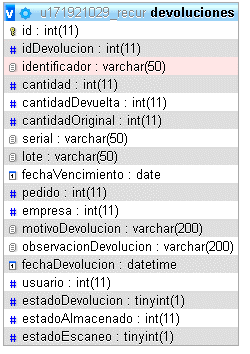 v u171921029_recur devoluciones
id : int(11)
idDevolucion : int(11)
identificador : varchar(50)
cantidad : int(11)
cantidadDevuelta : int(11)
cantidadOriginal : int(11)
serial : varchar(50)
lote : varchar(50)
fechaVencimiento : date
pedido : int(11)
empresa : int(11)
motivoDevolucion : varchar(200)
observacionDevolucion : varchar(200)
fechaDevolucion : datetime
usuario : int(11)
estadoDevolucion : tinyint(1)
estadoAlmacenado : int(11)
estadoEscaneo : tinyint(1)